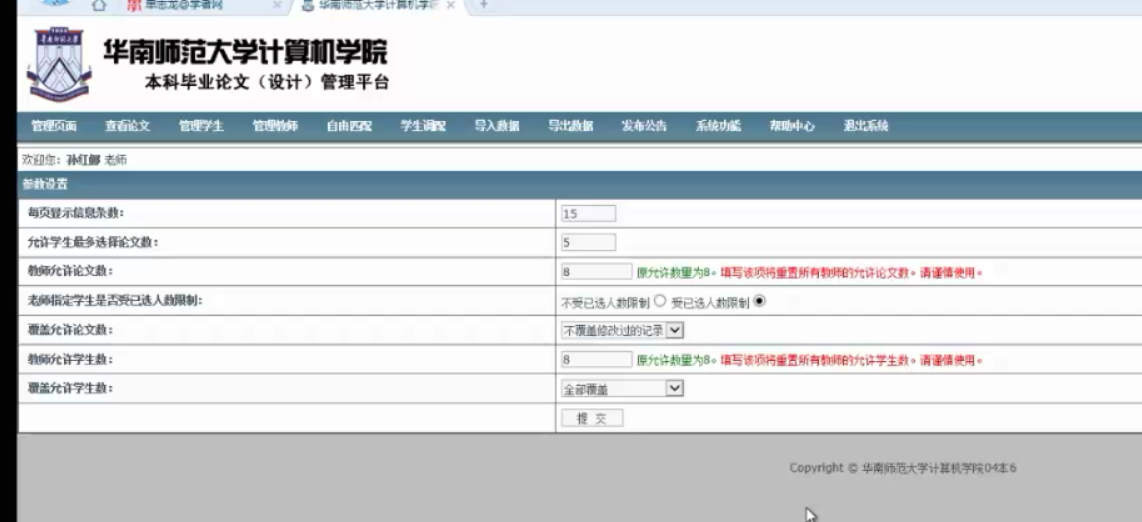 单志龙@学者网
华南师范大学计算机学院
华南师范大学计算机学院
本科毕业论文（设计）管理平台
管理页面 查看论文 管理学生 管理教师 自由匹配 学生调配 导入数据 导出数据 发布公告 系统功能 帮助中心 退出系统
欢迎您：孙红娜 老师
参数设置
每页显示信息条数： 15
允许学生最多选择论文数： 5
教师允许论文数： 8 原允许数里为8。填写该项将重置所有教师的允许论文数。请谨慎使用。
老师指定学生是否受已选人数限制： 不受已选人数限制 受已选人数限制
覆盖允许论文数： 不覆盖修改过的记录
教师允许学生数： 8 原允许数里为8。填写该项将重置所有教师的允许学生数。请谨慎使用。
覆盖允许学生数： 全部覆盖
提 交
Copyright © 华南师范大学计算机学院04本6